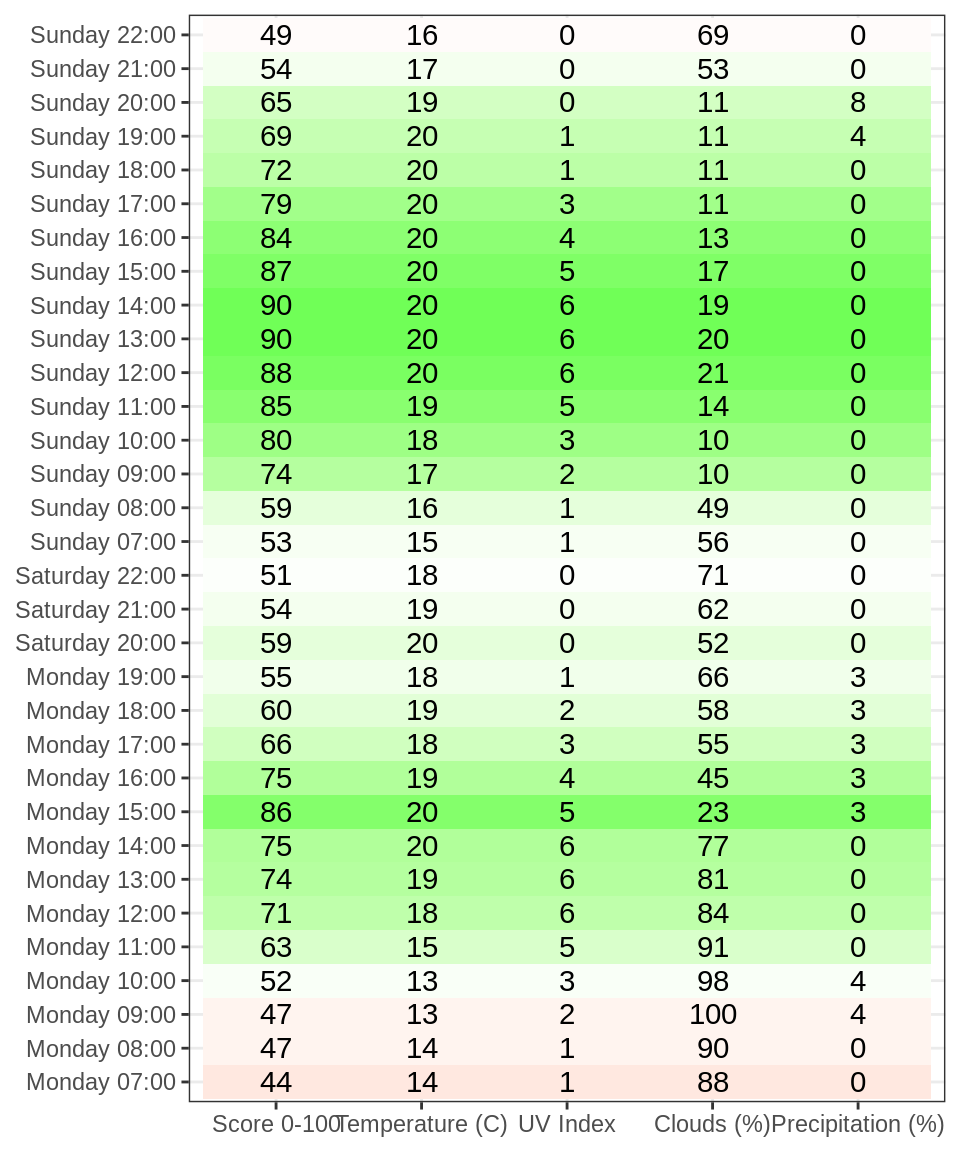 Sunday 22:00 49 16 0 69 0
Sunday 21:00 54 17 0 53 0
Sunday 20:00 65 19 0 11 8
Sunday 19:00 69 20 1 11 4
Sunday 18:00 72 20 1 11 0
Sunday 17:00 79 20 3 11 0
Sunday 16:00 84 20 4 13 0
Sunday 15:00 87 20 5 17 0
Sunday 14:00 90 20 6 19 0
Sunday 13:00 90 20 6 20 0
Sunday 12:00 88 20 6 21 0
Sunday 11:00 85 19 5 14 0
Sunday 10:00 80 18 3 10 0
Sunday 09:00 74 17 2 10 0
Sunday 08:00 59 16 1 49 0
Sunday 07:00 53 15 1 56 0
Saturday 22:00 51 18 0 71 0
Saturday 21:00 54 19 0 62 0
Saturday 20:00 59 20 0 52 0
Monday 19:00 55 18 1 66 3
Monday 18:00 60 19 2 58 3
Monday 17:00 66 18 3 55 3
Monday 16:00 75 19 4 45 3
Monday 15:00 86 20 5 23 3
Monday 14:00 75 20 6 77 0
Monday 13:00 74 19 6 81 0
Monday 12:00 71 18 6 84 0
Monday 11:00 63 15 5 91 0
Monday 10:00 52 13 3 98 4
Monday 09:00 47 13 2 100 4
Monday 08:00 47 14 1 90 0
Monday 07:00 44 14 1 88 0
Score 0-100 Temperature (C) UV Index Clouds (%) Precipitation (%)